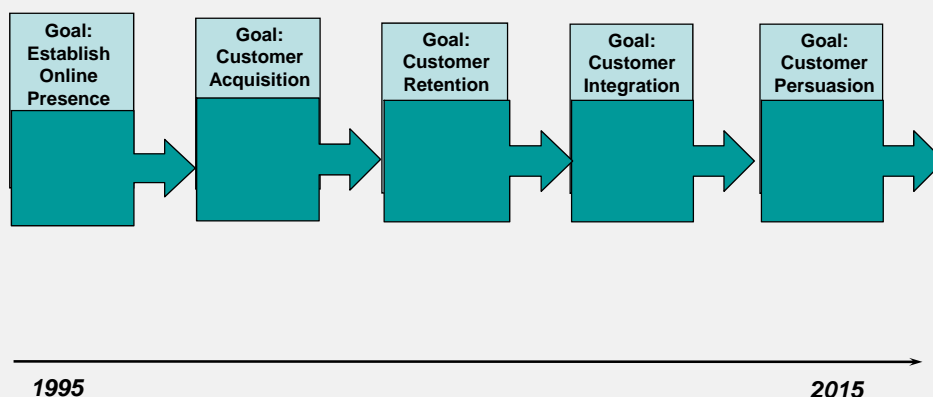 Goal:
Establish
Online
Presence
Goal:
Customer
Acquisition
Goal:
Customer
Retention
Goal:
Customer
Integration
Goal:
Customer
Persuasion
1995
2015